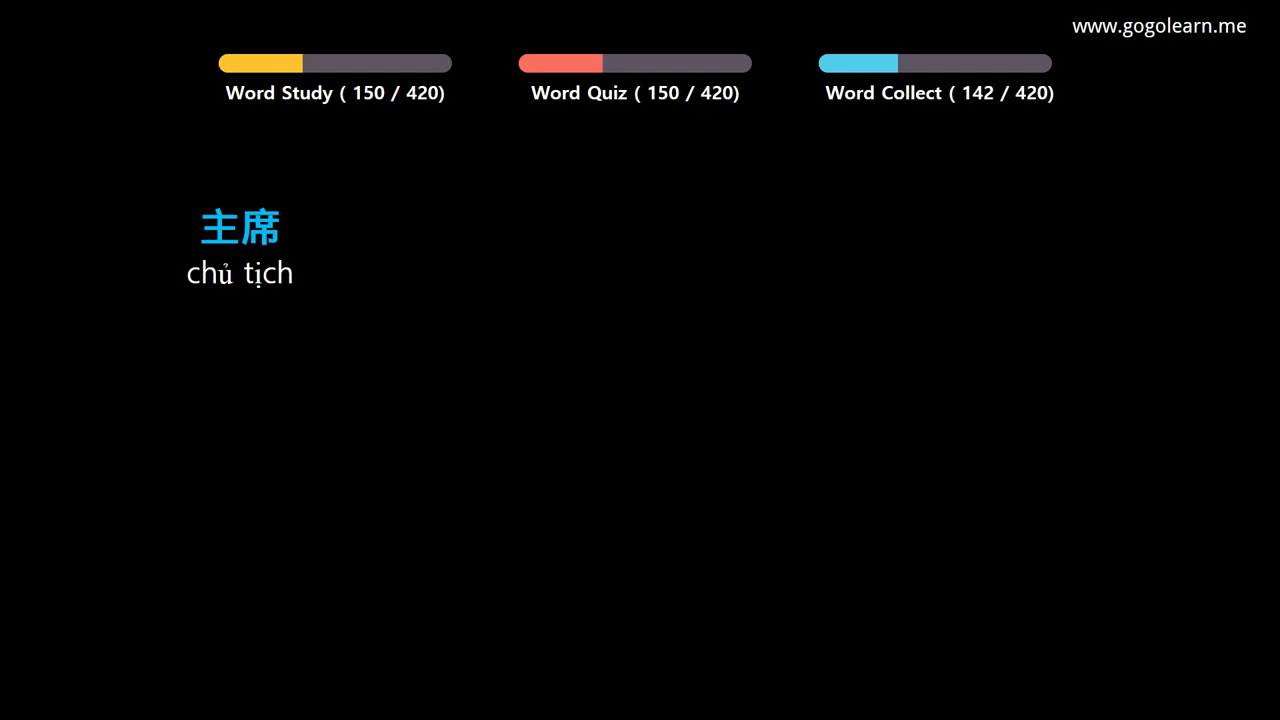 www.gogolearn.me
Word Study ( 150 / 420)
Word Quiz ( 150 / 420)
Word Collect ( 142 / 420)
主席
chủ tịch